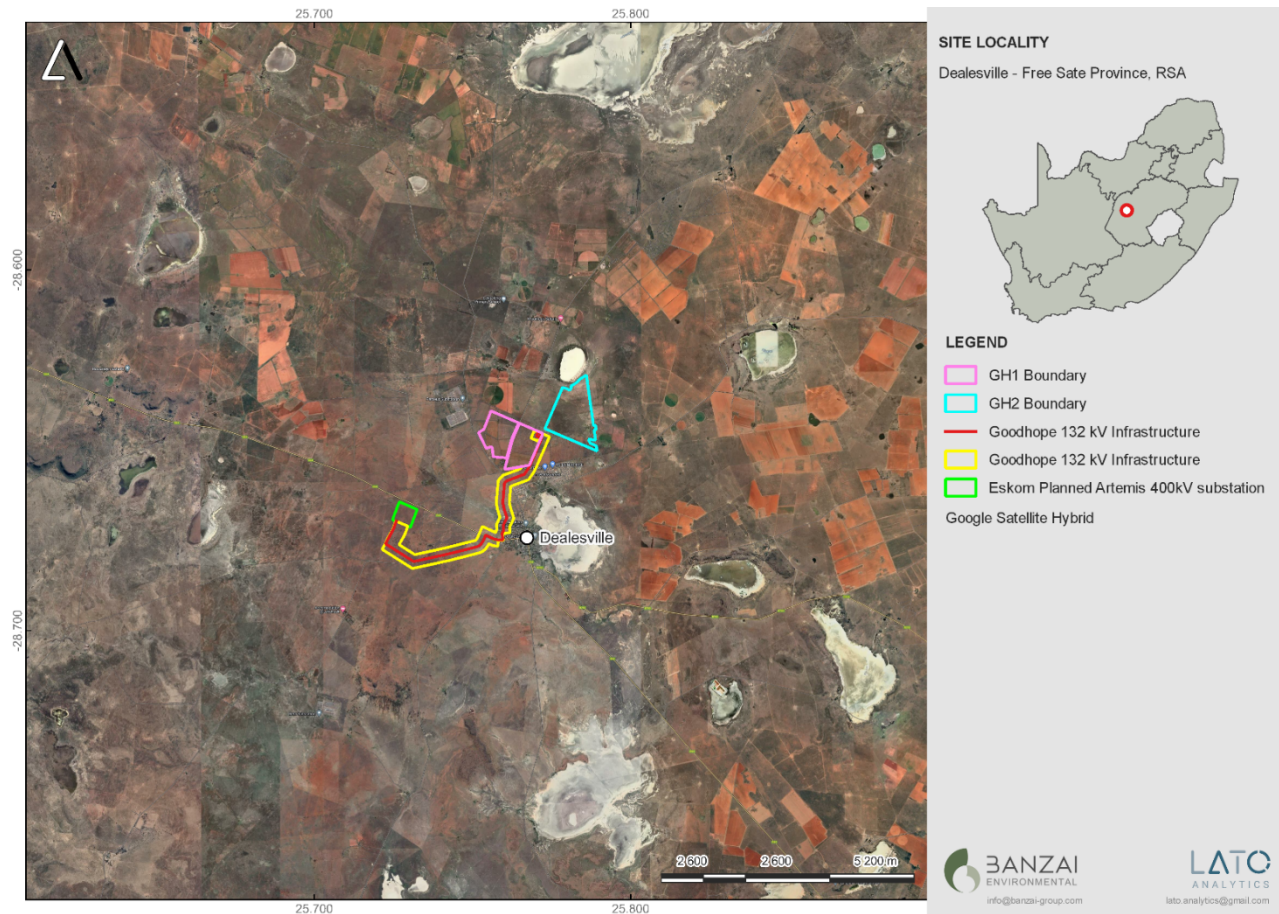 25.700
25.800
-28.600
-28.700
Dealesville
2 600
2 600
5 200 m
25.700
25.800
SITE LOCALITY
Dealesville - Free Sate Province, RSA
LEGEND
GH1 Boundary
GH2 Boundary
Goodhope 132 kV Infrastructure
Goodhope 132 kV Infrastructure
Eskom Planned Artemis 400kV substation
Google Satellite Hybrid
BANZAI
ENVIRONMENTAL
info@banzai-group.com
LATO
ANALYTICS
lato.analytics@gmail.com